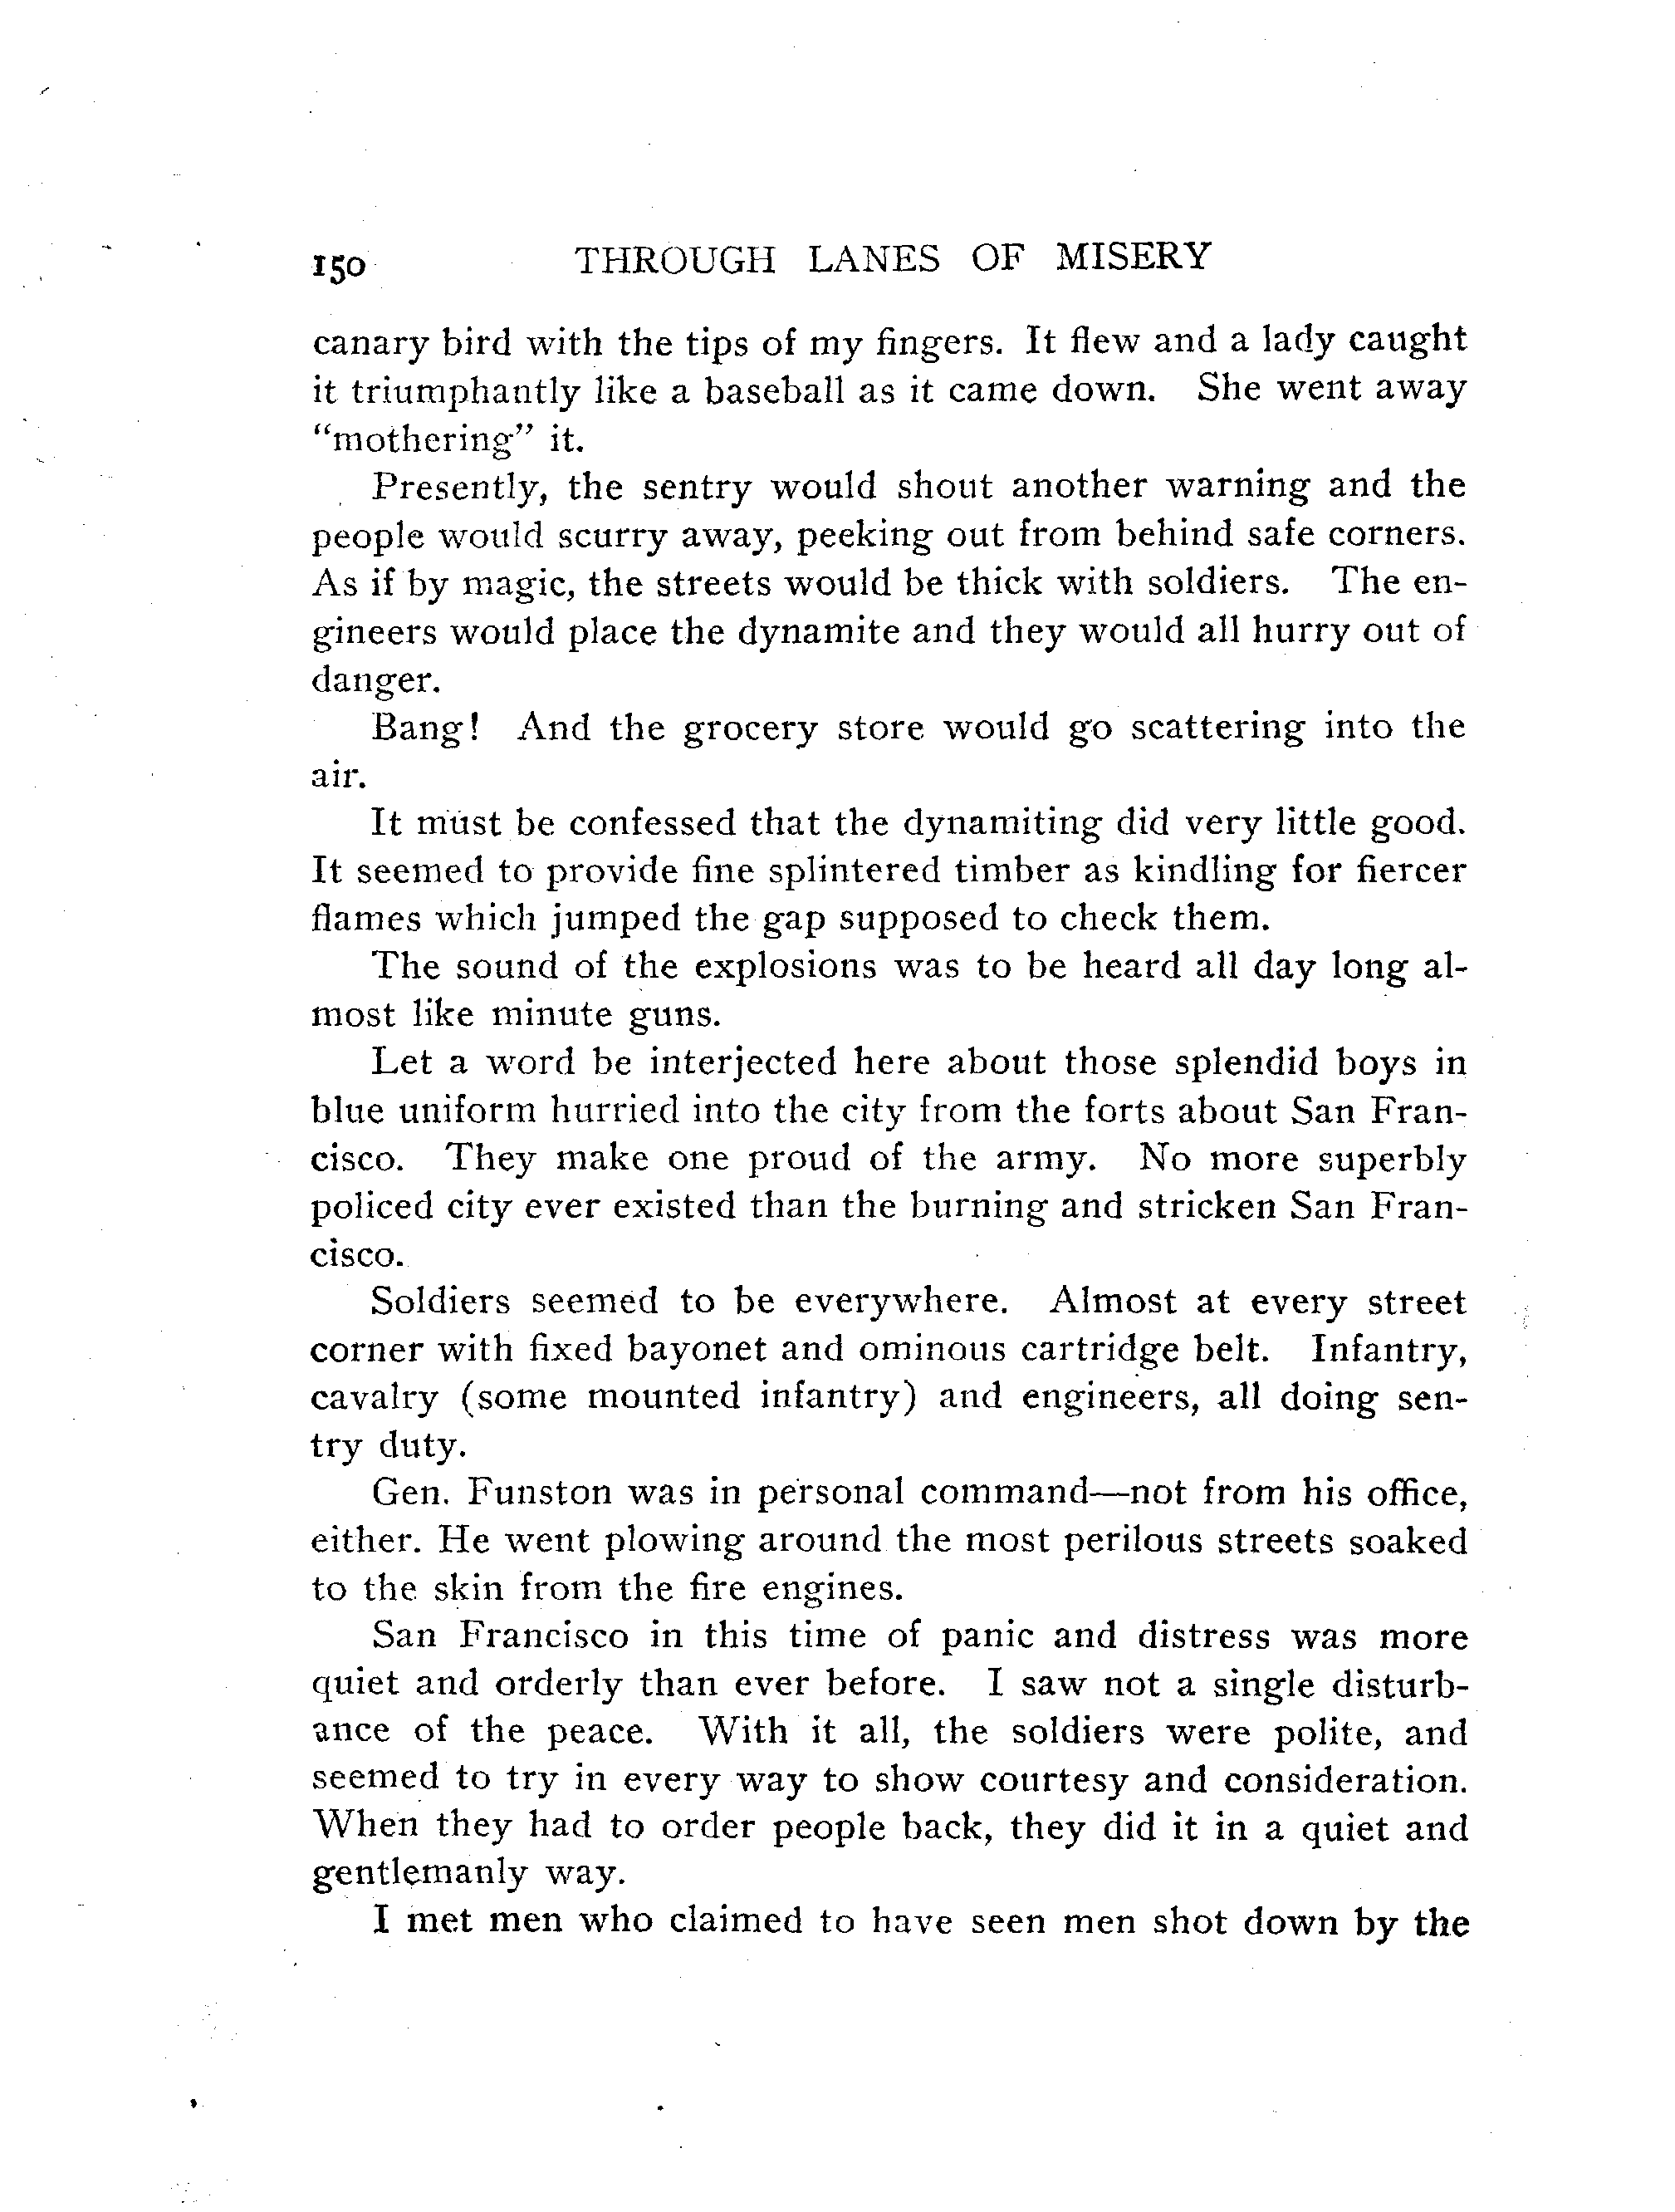 150 THROUGH LANES OF MISERY
canary bird with the tips of my fingers. It flew and a lady caught
it triumphantly like a baseball as it came down. She went away
“mothering” it.
Presently, the sentry would shout another warning and the
people would scurry away, peeking out from behind safe corners.
As if by magic, the streets would be thick with soldiers. The en-
gineers would place the dynamite and they would all hurry out of
danger.
Bang! And the grocery store would go scattering into the
air.
It must be confessed that the dynamiting did very little good.
It seemed to provide fine splintered timber as kindling for fiercer
flames which jumped the gap supposed to check them.
The sound of the explosions was to be heard all day long al-
most like minute guns.
Let a word be interjected here about those splendid boys in
blue uniform hurried into the city from the forts about San Fran-
cisco. They make one proud of the army. No more superbly
policed city ever existed than the burning and stricken San Fran-
cisco.
Soldiers seemed to be everywhere. Almost at every street
corner with fixed bayonet and ominous cartridge belt. Infantry,
cavalry (some mounted infantry) and engineers, all doing sen-
try duty.
Gen. Funston was in personal command—not from his office,
either. He went plowing around the most perilous streets soaked
to the skin from the fire engines.
San Francisco in this time of panic and distress was more
quiet and orderly than ever before. I saw not a single disturb-
ance of the peace. With it all, the soldiers were polite, and
seemed to try in every way to show courtesy and consideration.
When they had to order people back, they did it in a quiet and
gentlemanly way.
I met men who claimed to have seen men shot down by the